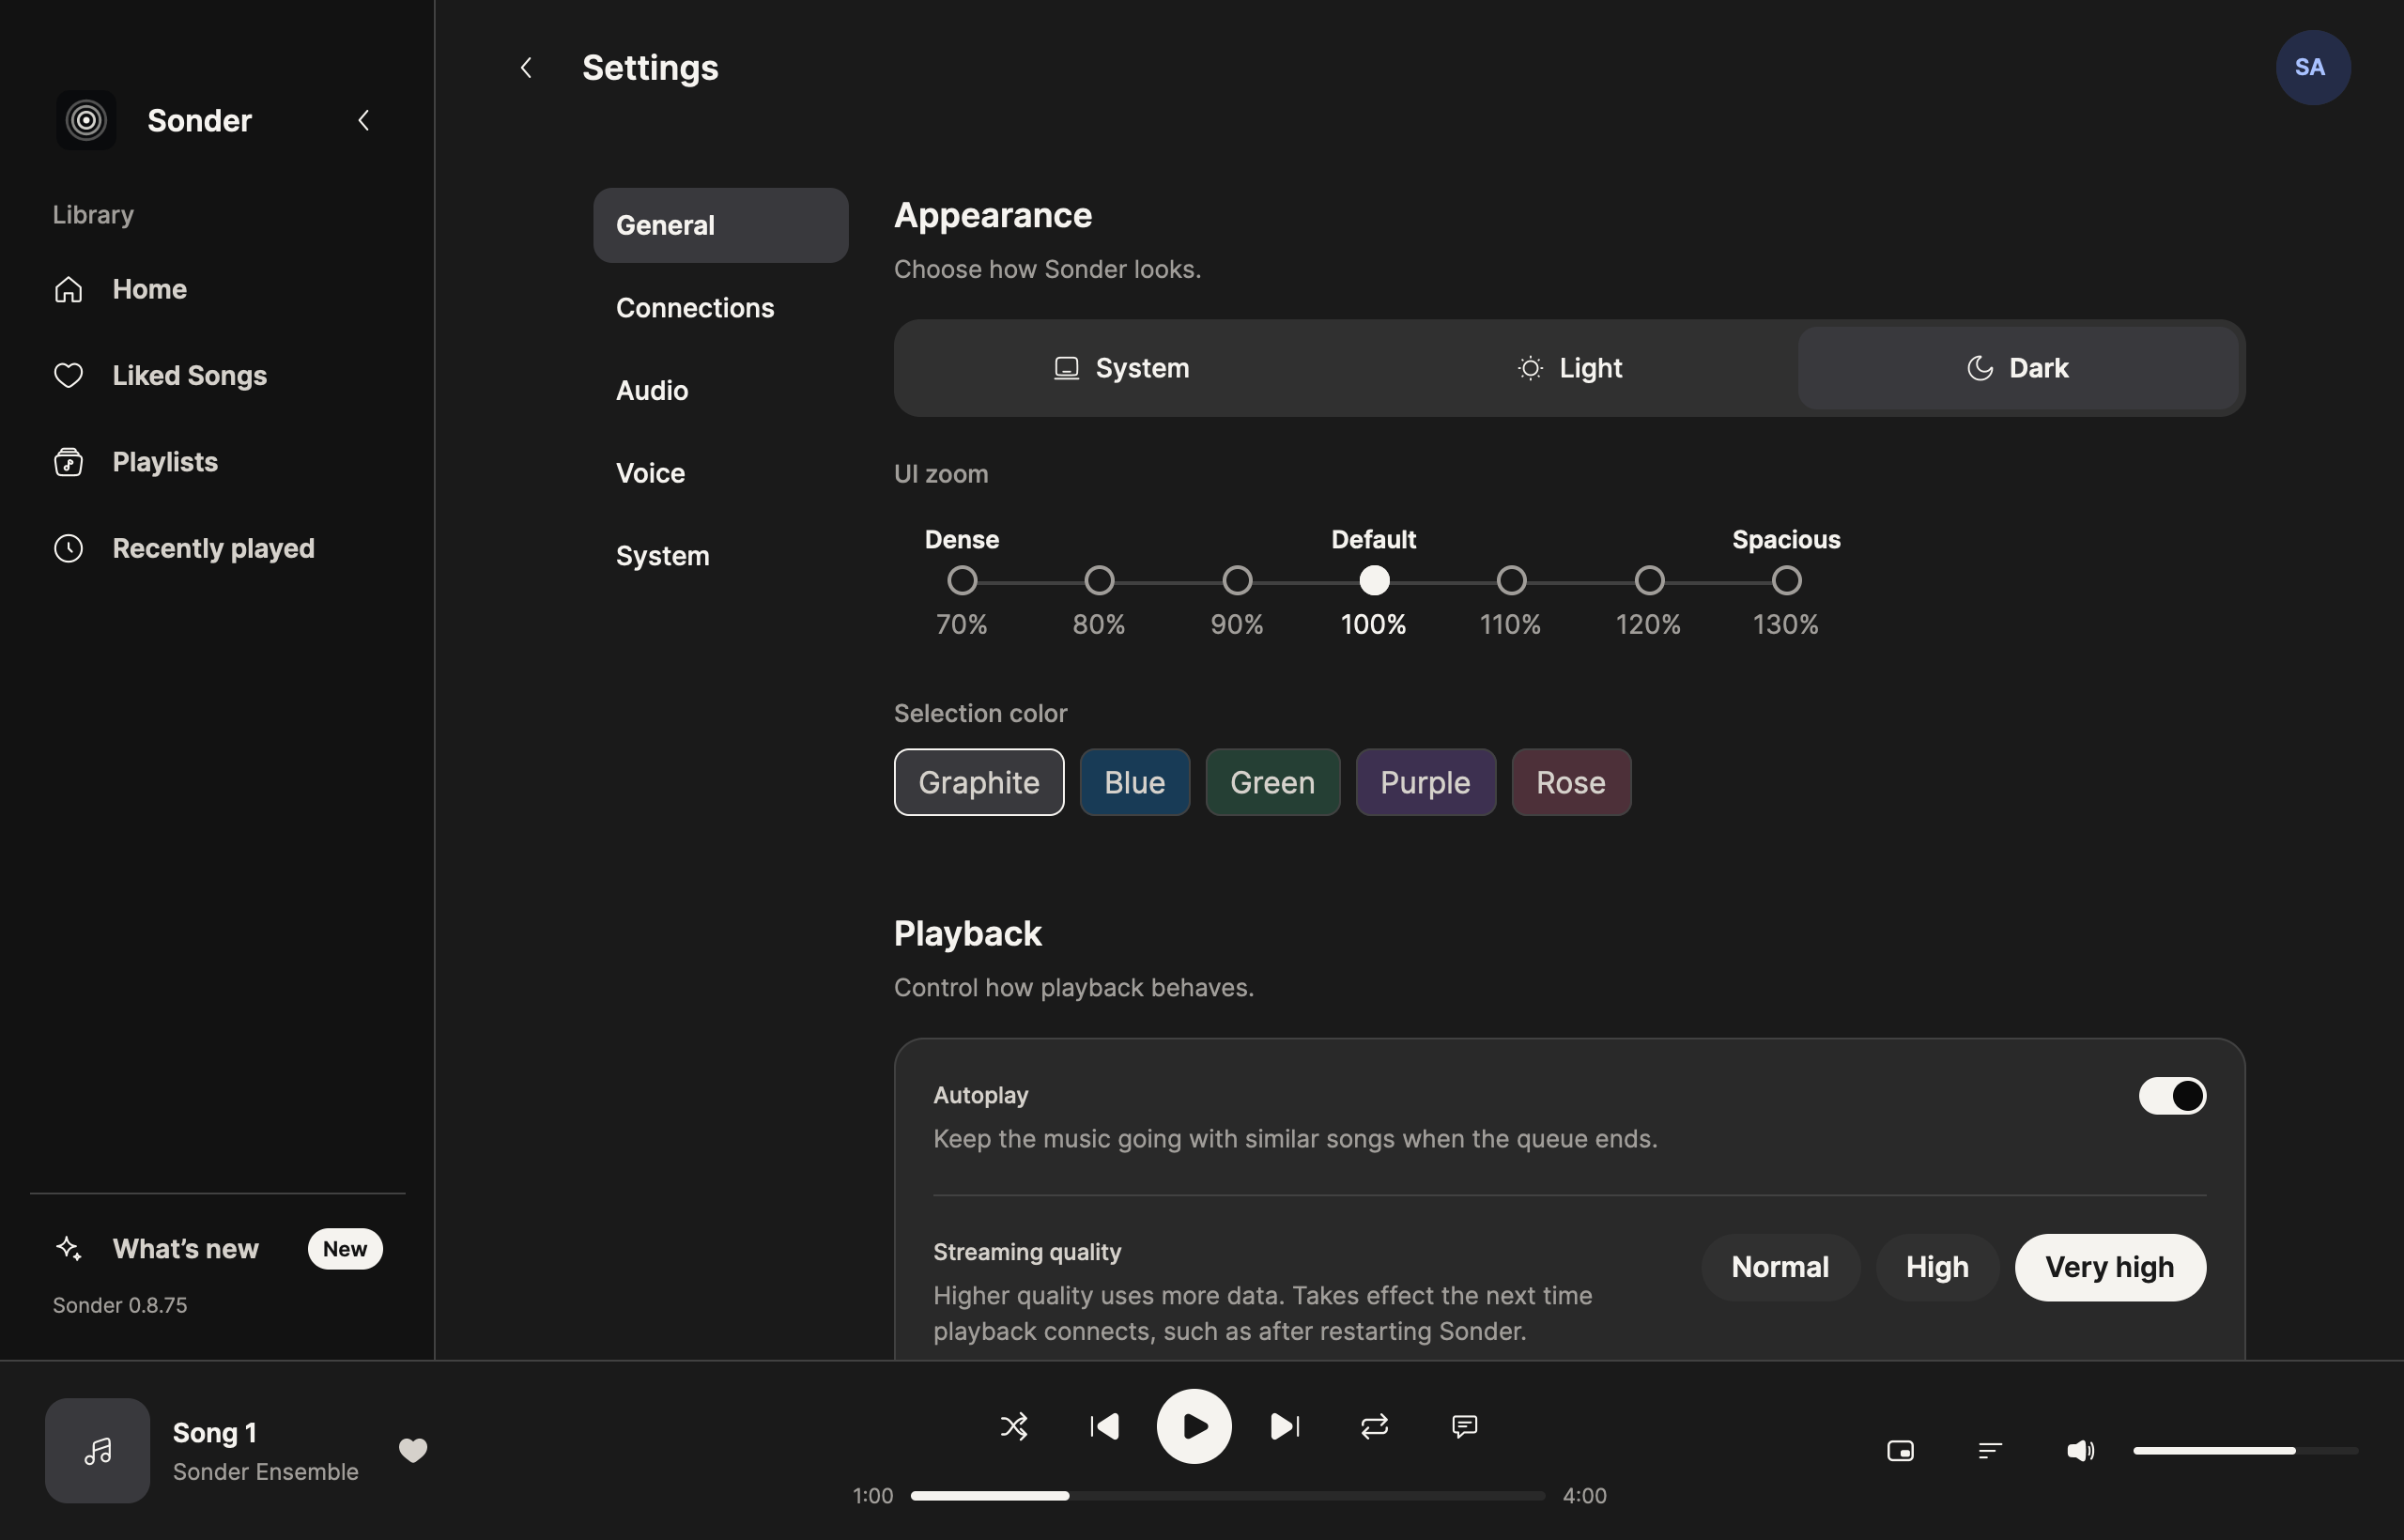 Sonder
Library
Home
Liked Songs
Playlists
Recently played
What’s new
New
Sonder 0.8.75
Settings
SA
General
Connections
Audio
Voice
System
Appearance
Choose how Sonder looks.
System
Light
Dark
UI zoom
Dense
Default
Spacious
70%
80%
90%
100%
110%
120%
130%
Selection color
Graphite
Blue
Green
Purple
Rose
Playback
Control how playback behaves.
Autoplay
Keep the music going with similar songs when the queue ends.
Streaming quality
Higher quality uses more data. Takes effect the next time
playback connects, such as after restarting Sonder.
Normal
High
Very high
Song 1
Sonder Ensemble
1:00
4:00